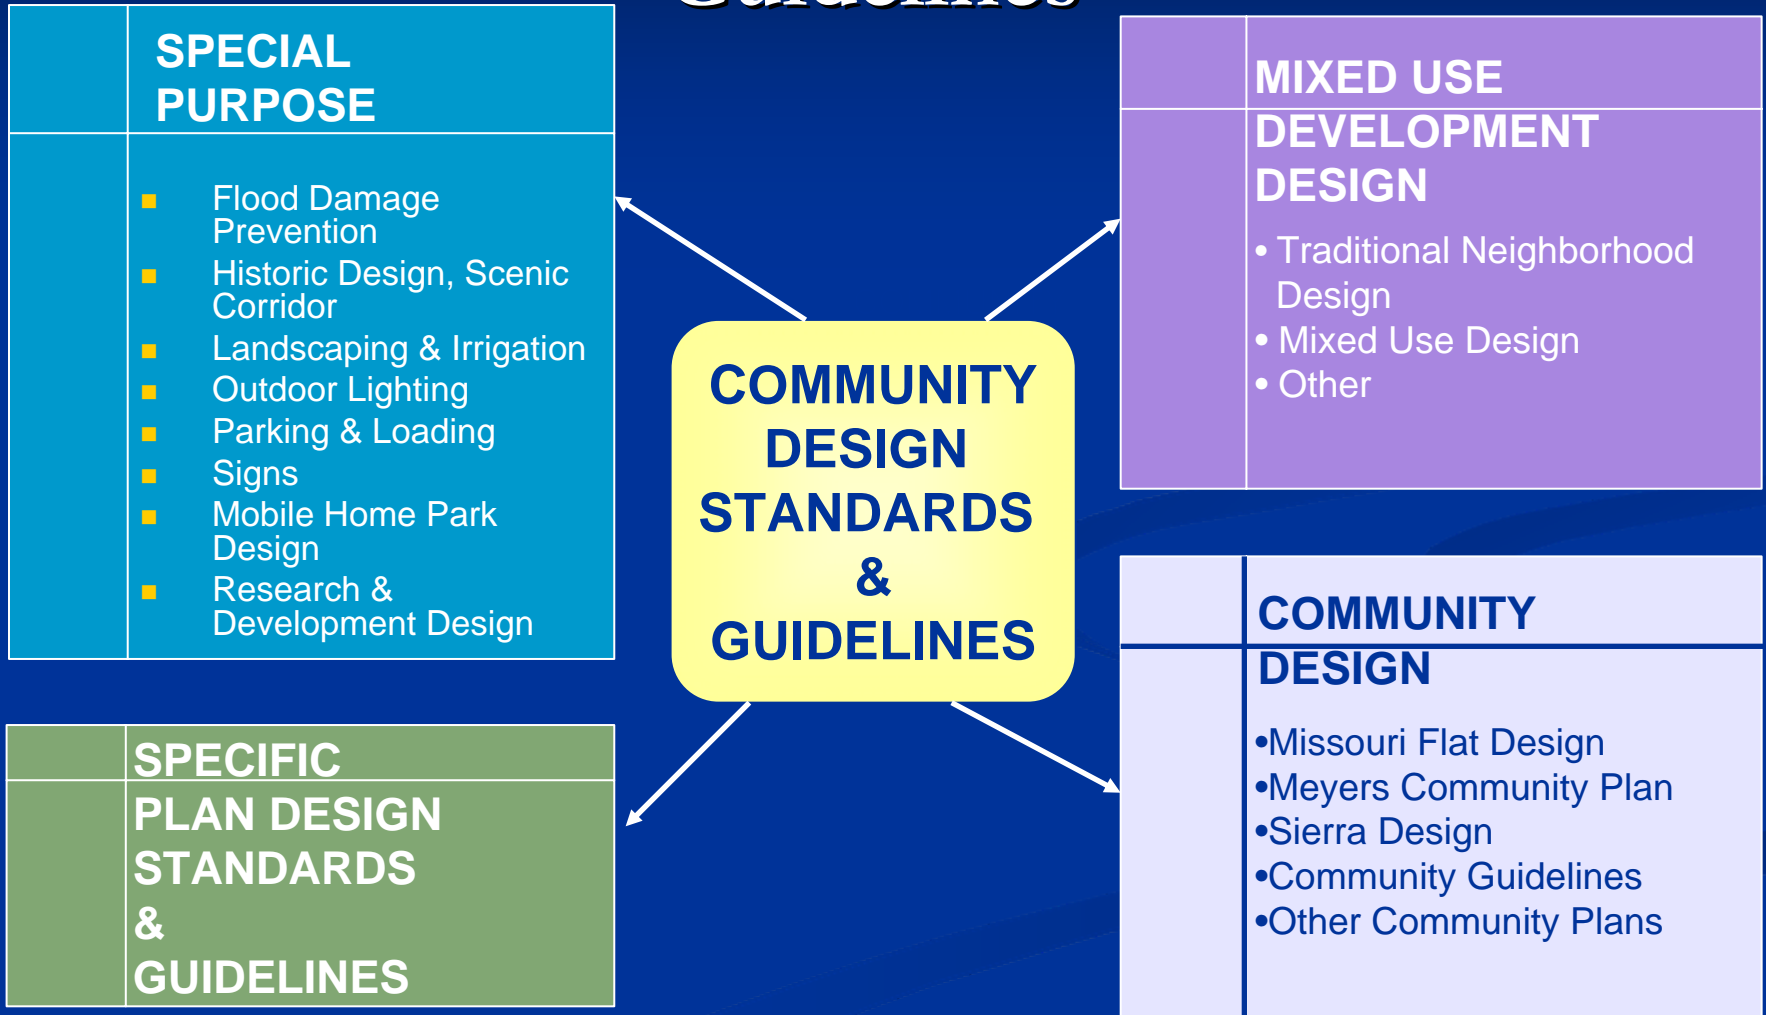 Guidelines
SPECIAL
PURPOSE
■ Flood Damage
Prevention
■ Historic Design, Scenic
Corridor
■ Landscaping & Irrigation
■ Outdoor Lighting
■ Parking & Loading
■ Signs
■ Mobile Home Park
Design
■ Research &
Development Design
MIXED USE
DEVELOPMENT
DESIGN
• Traditional Neighborhood
Design
• Mixed Use Design
• Other
COMMUNITY
DESIGN
STANDARDS
&
GUIDELINES
SPECIFIC
PLAN DESIGN
STANDARDS
&
GUIDELINES
COMMUNITY
DESIGN
•Missouri Flat Design
•Meyers Community Plan
•Sierra Design
•Community Guidelines
•Other Community Plans